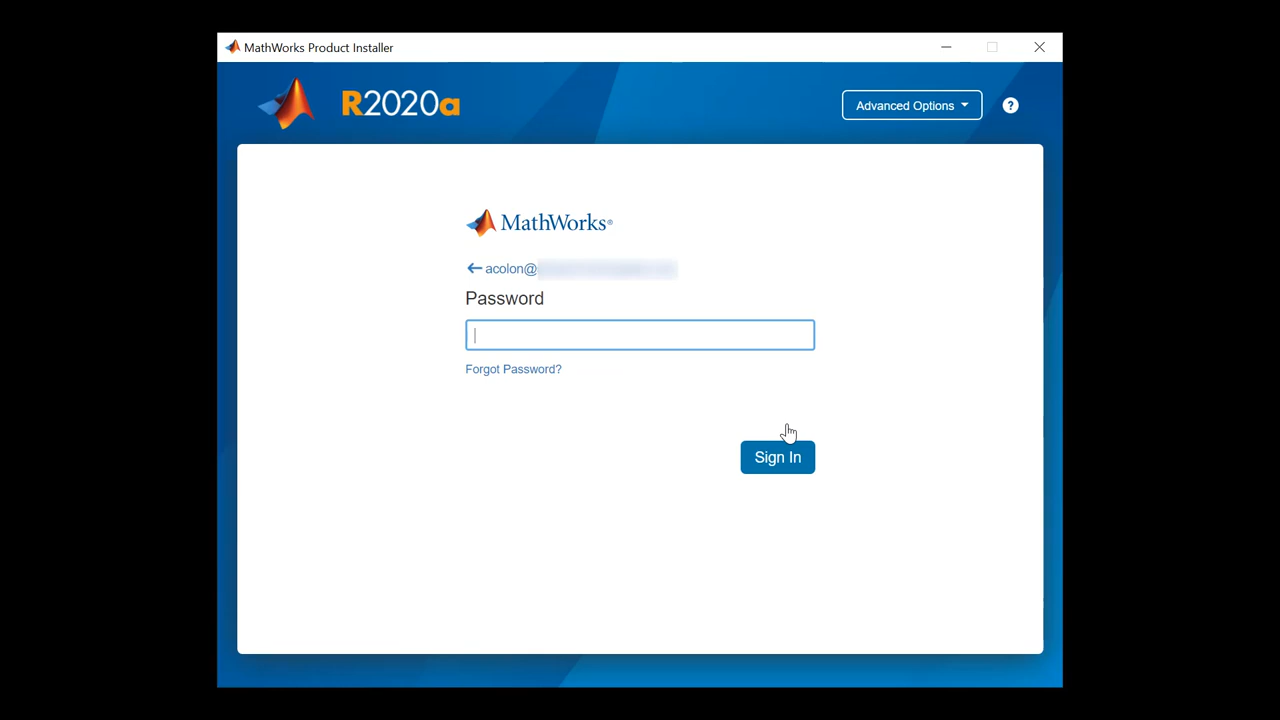 MathWorks Product Installer
R2020a
Advanced Options
?
MathWorks®
acolon@
Password
Forgot Password?
Sign In